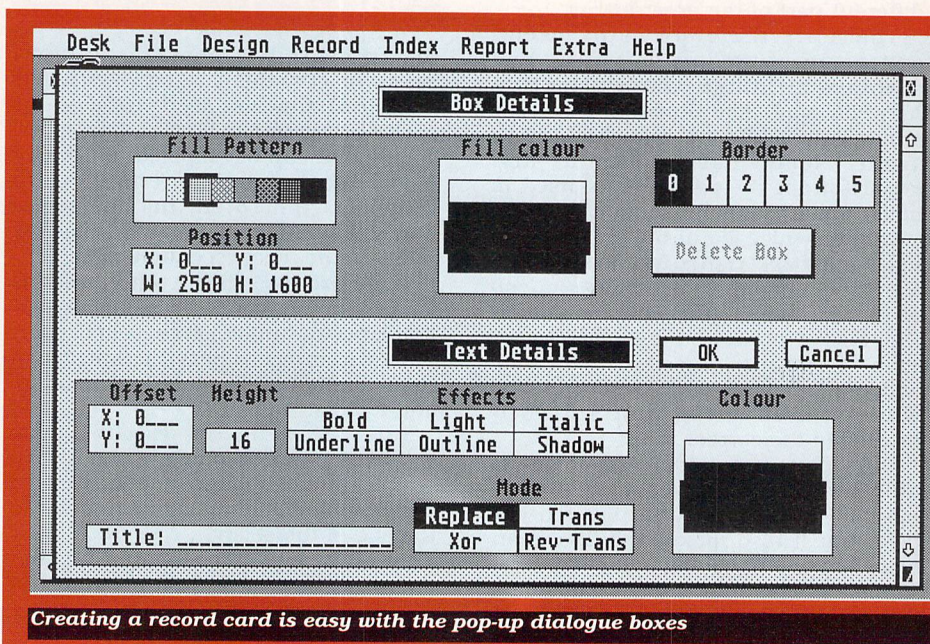 Desk File Design Record Index Report Extra Help
Box Details
Fill Pattern
Fill colour
Border
0 1 2 3 4 5
Position
X: 0___ Y: 0___
W: 2560 H: 1600
Delete Box
Text Details
OK
Cancel
Offset
Height
Effects
Colour
X: 0___
Y: 0___
16
Bold Light Italic
Underline Outline Shadow
Mode
Replace Trans
Xor Rev-Trans
Title: ___________________
Creating a record card is easy with the pop-up dialogue boxes